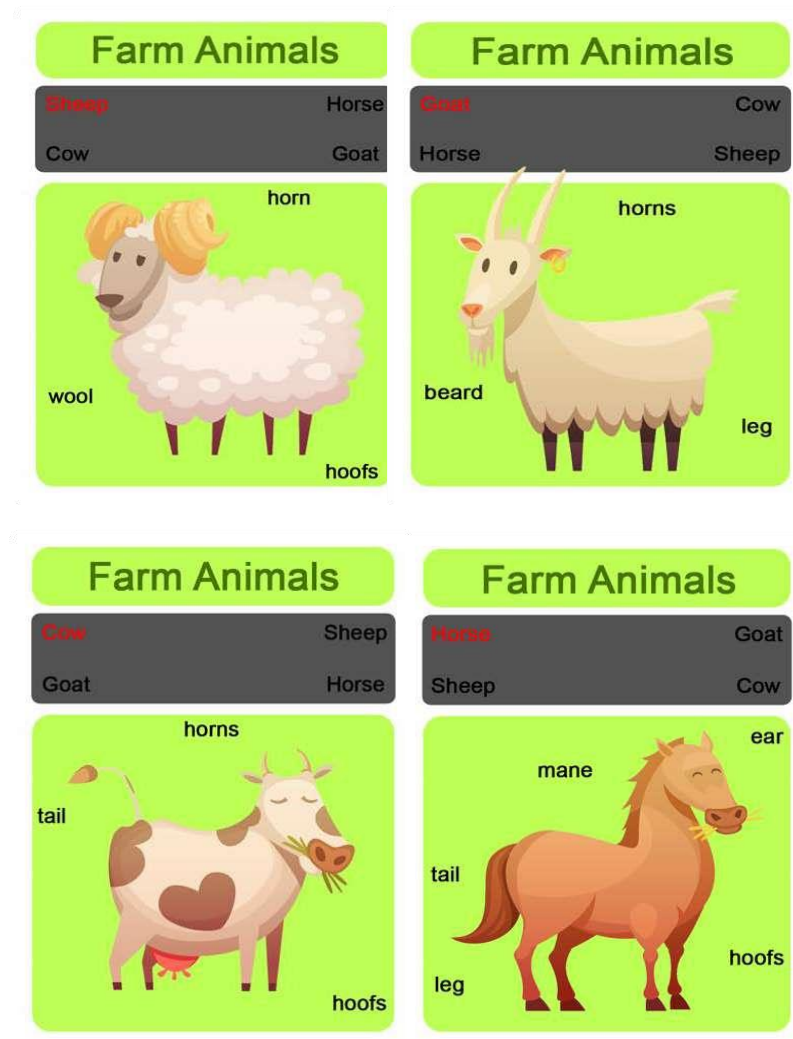 Farm Animals
Sheep Horse
Cow Goat
horn
wool
hoofs
Farm Animals
Goat Cow
Horse Sheep
horns
beard
leg
Farm Animals
Cow Sheep
Goat Horse
horns
tail
hoofs
Farm Animals
Horse Goat
Sheep Cow
ear
mane
tail
hoofs
leg